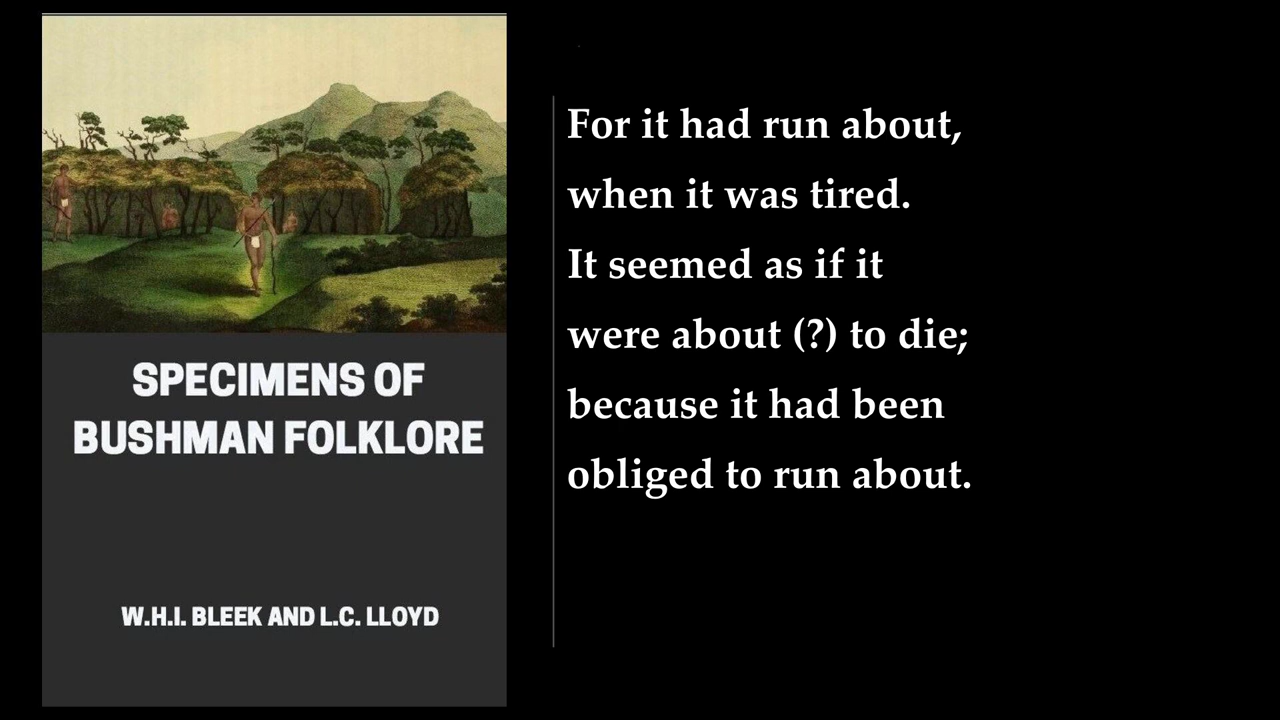 SPECIMENS OF
BUSHMAN FOLKLORE
W.H.I. BLEEK AND L.C. LLOYD
For it had run about,
when it was tired.
It seemed as if it
were about (?) to die;
because it had been
obliged to run about.